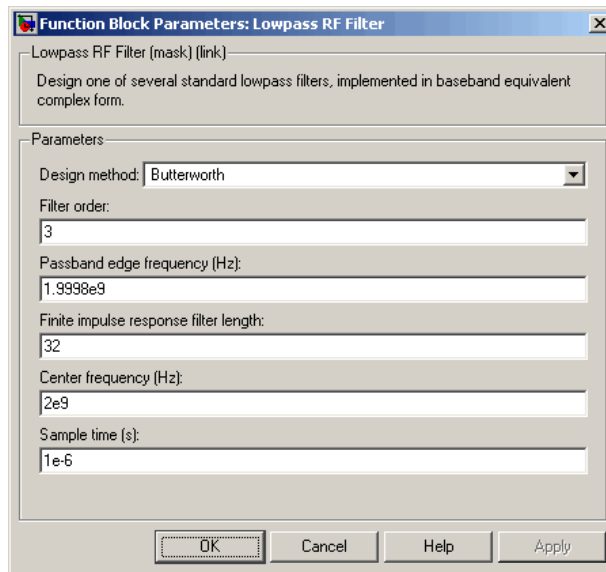 Function Block Parameters: Lowpass RF Filter
Lowpass RF Filter (mask) (link)
Design one of several standard lowpass filters, implemented in baseband equivalent
complex form.
Parameters
Design method: Butterworth
Filter order:
3
Passband edge frequency (Hz):
1.9998e9
Finite impulse response filter length:
32
Center frequency (Hz):
2e9
Sample time (s):
1e-6
OK Cancel Help Apply